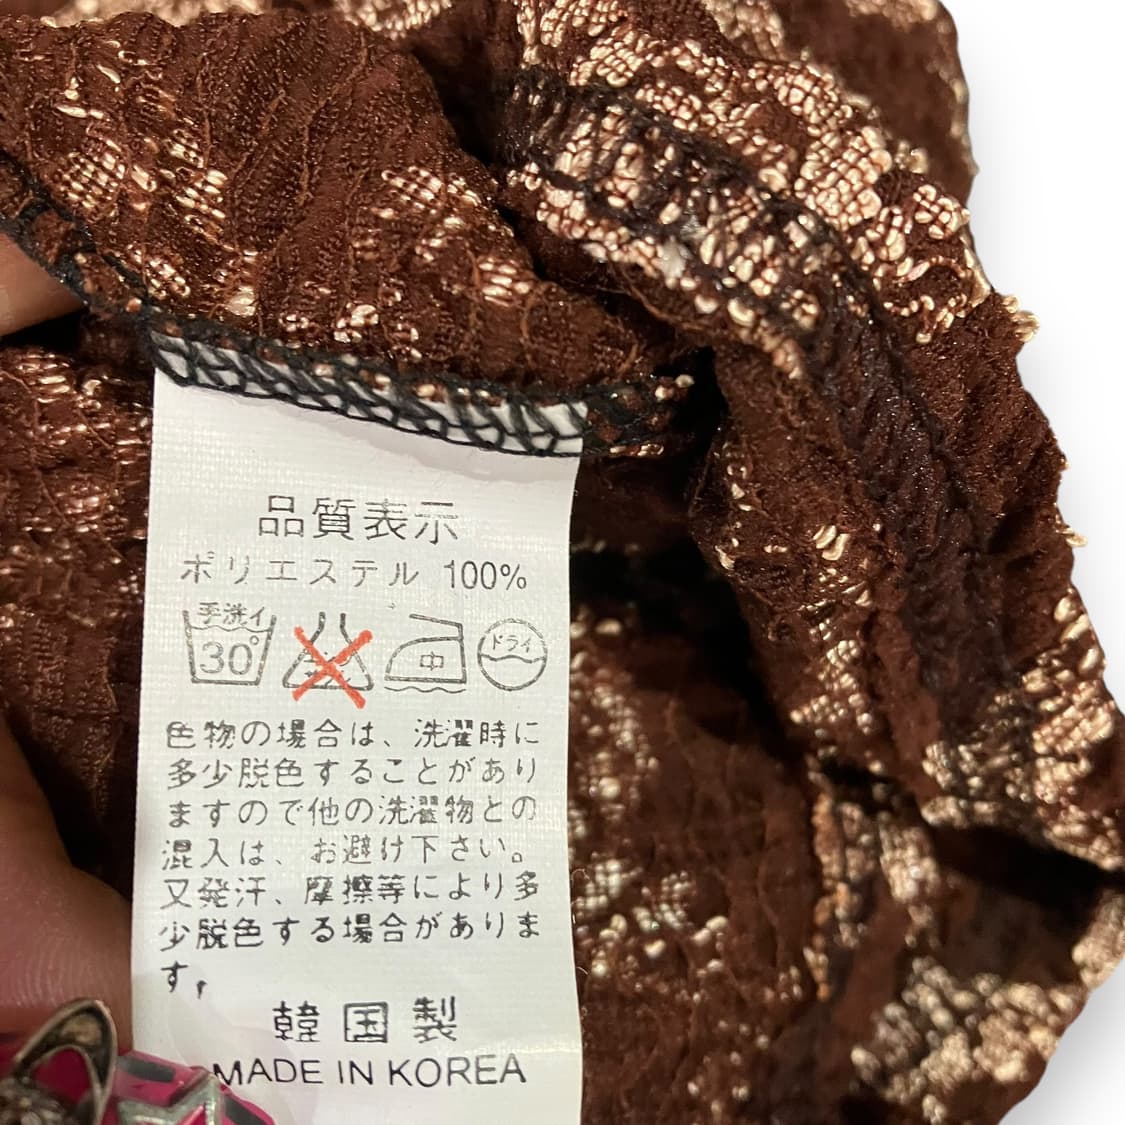 品質表示
ポリエステル 100%
手洗イ
30°
中
ドライ
色物の場合は、洗濯時に
多少脱色することがあり
ますので他の洗濯物との
混入は、お避け下さい。
又発汗、摩擦等により多
少脱色する場合がありま
す,
韓国製
MADE IN KOREA